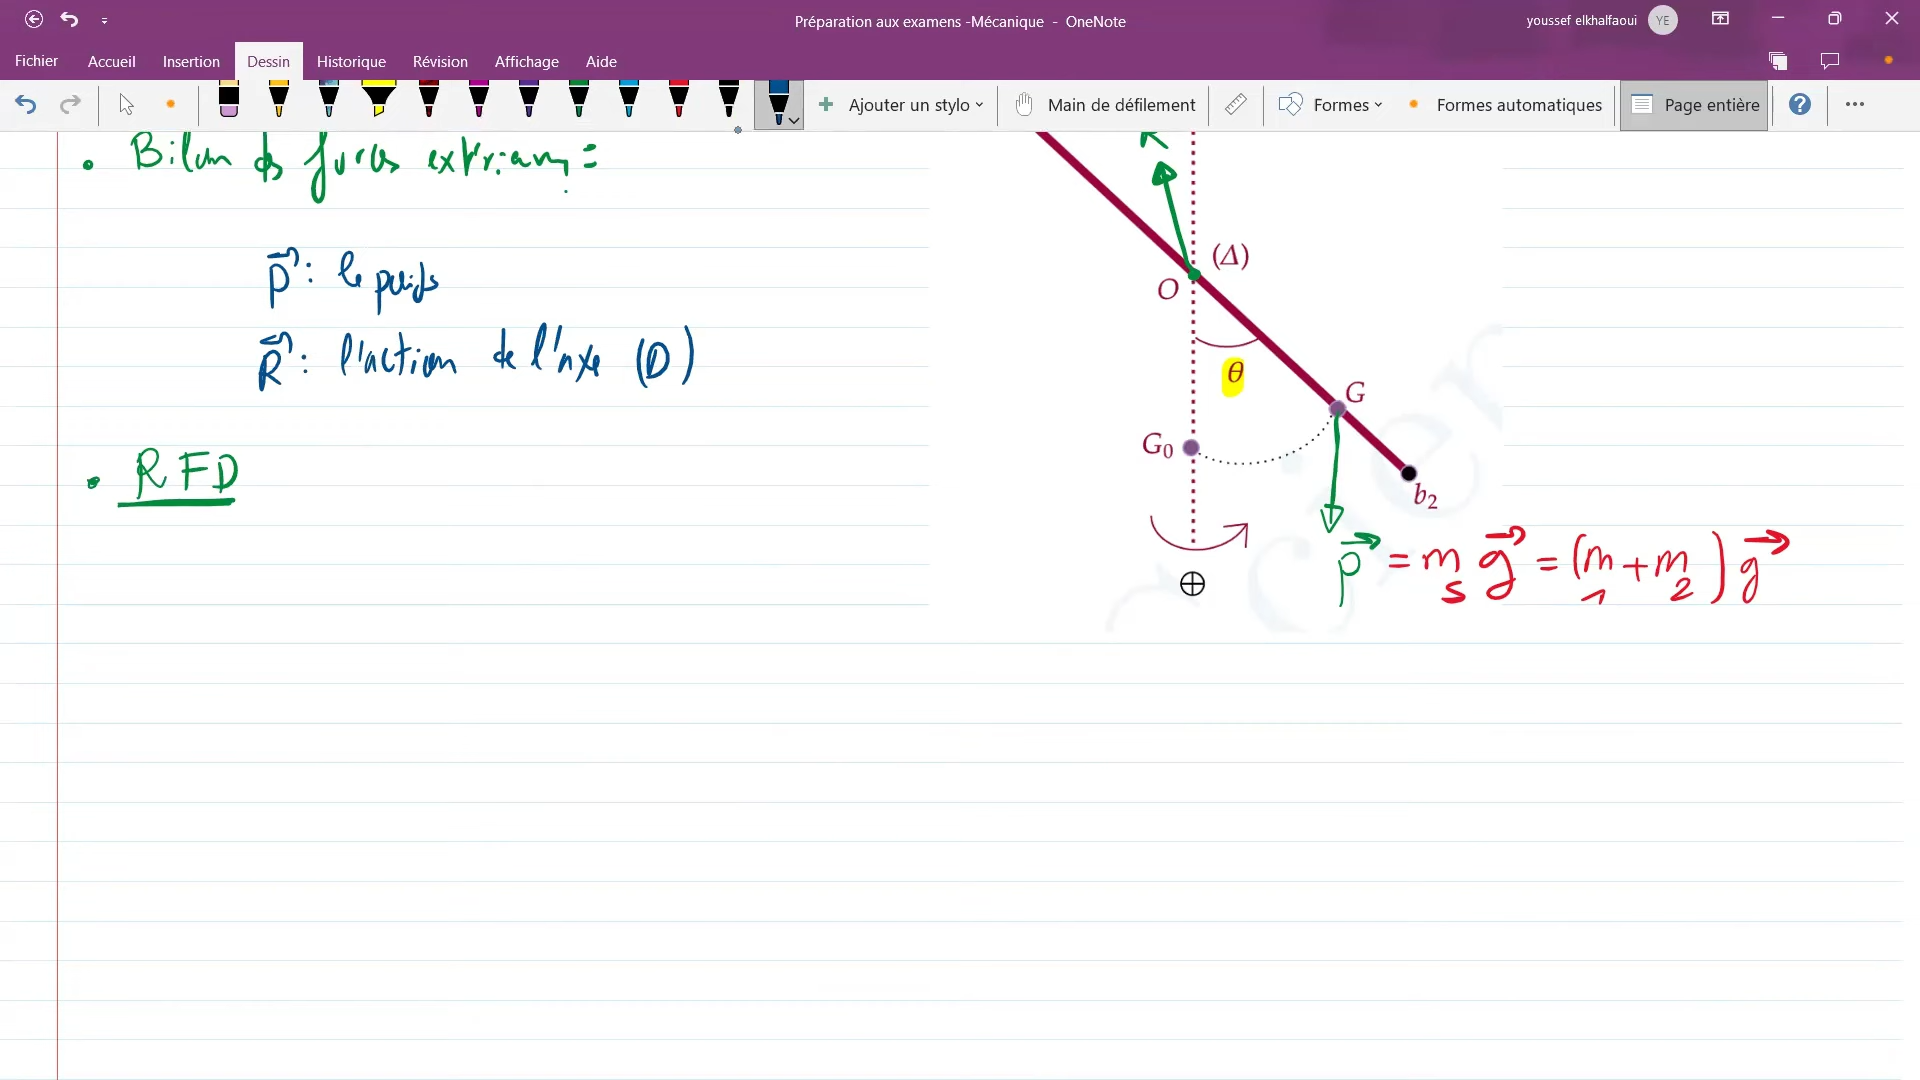 Préparation aux examens -Mécanique - OneNote
youssef elkhalfaoui YE
Fichier Accueil Insertion Dessin Historique Révision Affichage Aide
Ajouter un stylo Main de défilement Formes Formes automatiques Page entière ? ...
• Bilan des forces :
P⃗ : le poids
R⃗ : l'action de l'axe (D)
• RFD
R
(Δ)
O
θ
G
G₀
b₂
⊕
P⃗ = mₛ g⃗ = (m₁ + m₂) g⃗